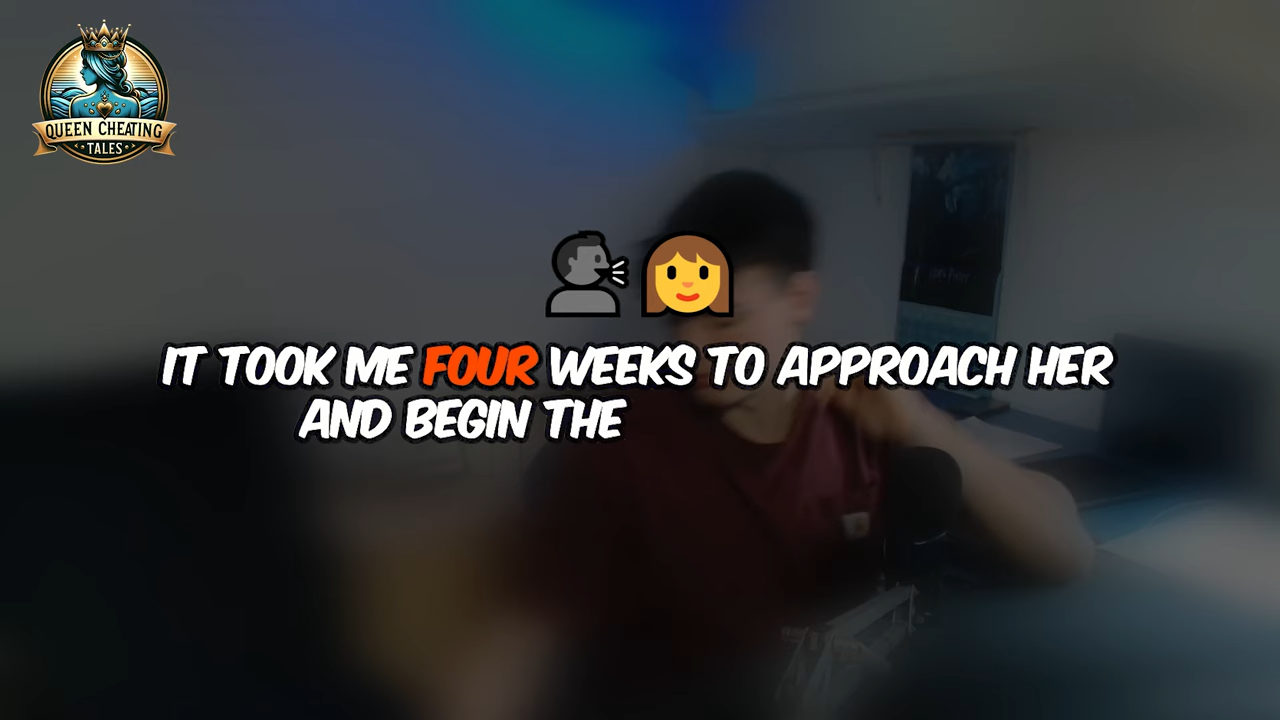 QUEEN CHEATING
TALES
IT TOOK ME FOUR WEEKS TO APPROACH HER
AND BEGIN THE